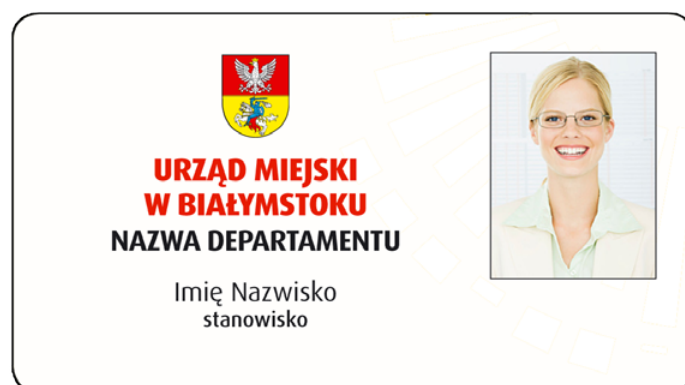 URZĄD MIEJSKI
W BIAŁYMSTOKU
NAZWA DEPARTAMENTU
Imię Nazwisko
stanowisko